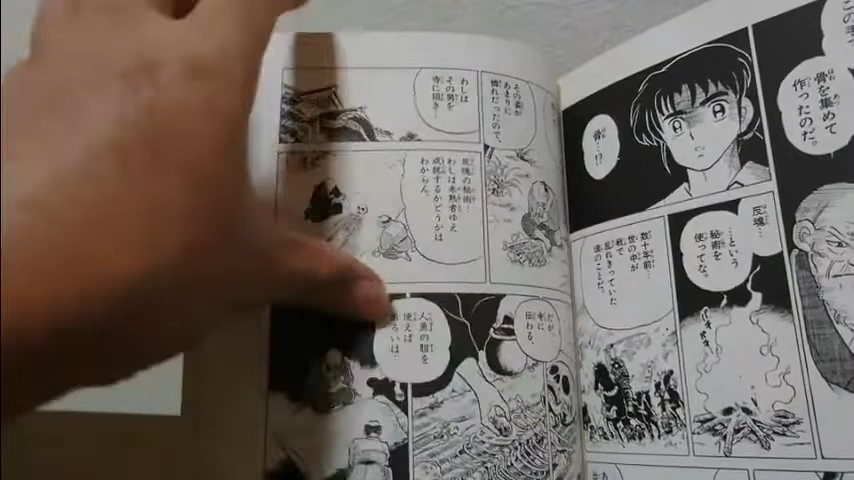 骨を集めて
作ったのだ。
骨…!?
反魂……という
秘術を
使ってな。
数十年前…
世の中が
戦で
乱れきっていた
頃のことだ。
その姿が
あまりに
憐れだったので、
わしは
その男を
寺に招き…
反魂の秘術…
わしは未熟者ゆえ
成就するかどうかは
わからん。
だが、寺に
伝わる、
人魚の胆を
使えば
るいは…